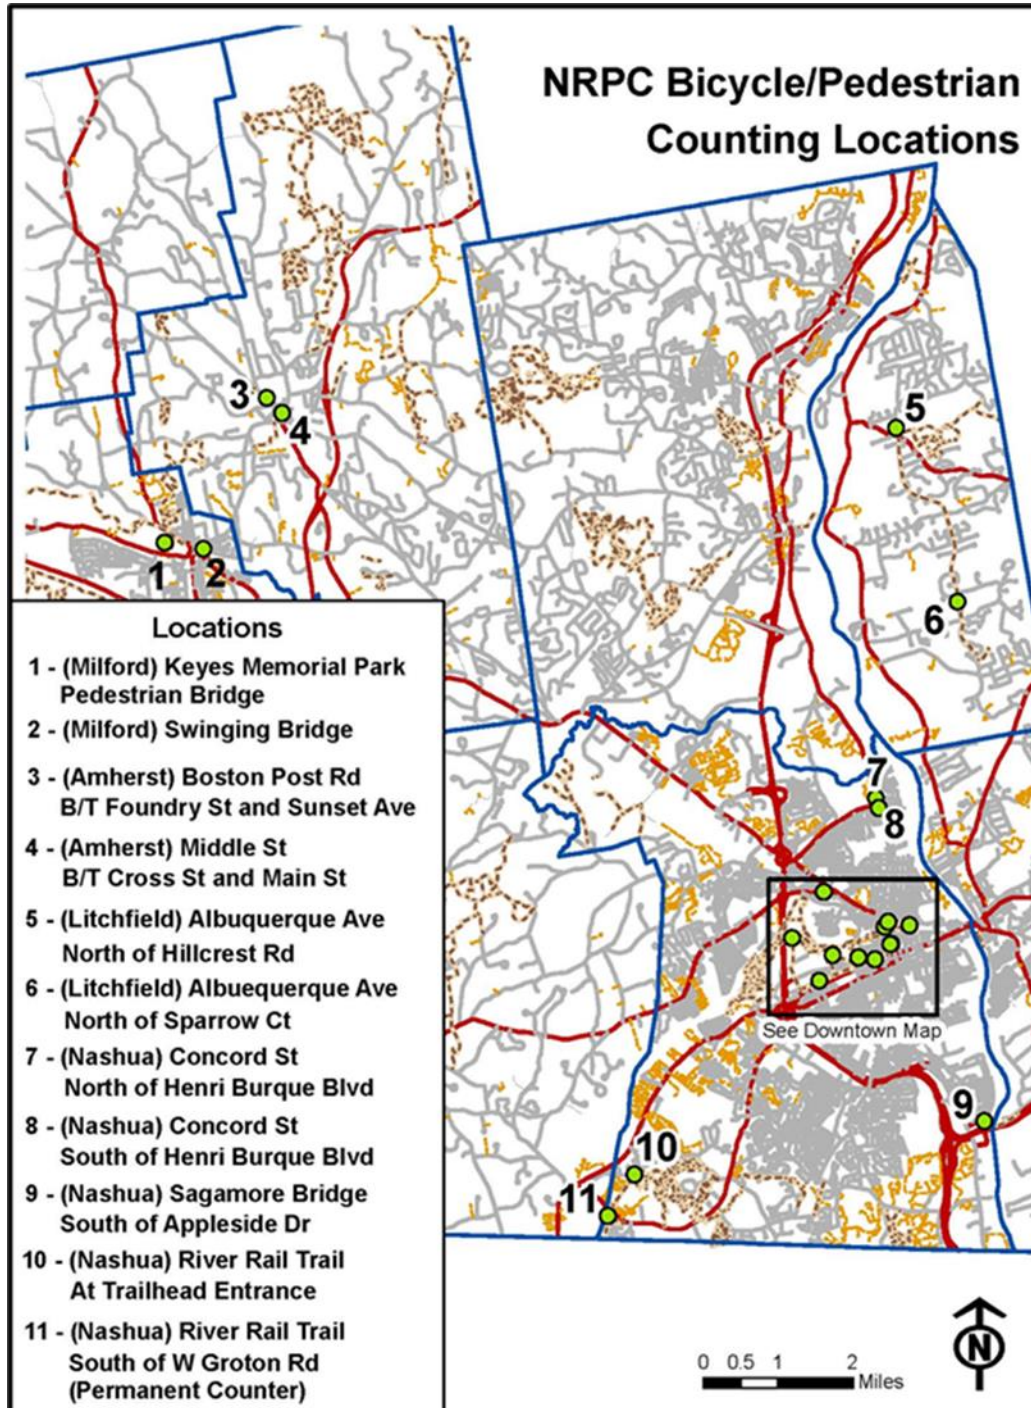 NRPC Bicycle/Pedestrian
Counting Locations
3
4
5
1
2
6
Locations
1 - (Milford) Keyes Memorial Park
Pedestrian Bridge
2 - (Milford) Swinging Bridge
3 - (Amherst) Boston Post Rd
B/T Foundry St and Sunset Ave
4 - (Amherst) Middle St
B/T Cross St and Main St
5 - (Litchfield) Albuquerque Ave
North of Hillcrest Rd
6 - (Litchfield) Albuequerque Ave
North of Sparrow Ct
7 - (Nashua) Concord St
North of Henri Burque Blvd
8 - (Nashua) Concord St
South of Henri Burque Blvd
9 - (Nashua) Sagamore Bridge
South of Appleside Dr
10 - (Nashua) River Rail Trail
At Trailhead Entrance
11 - (Nashua) River Rail Trail
South of W Groton Rd
(Permanent Counter)
7
8
See Downtown Map
9
10
11
N
0 0.5 1 2
Miles